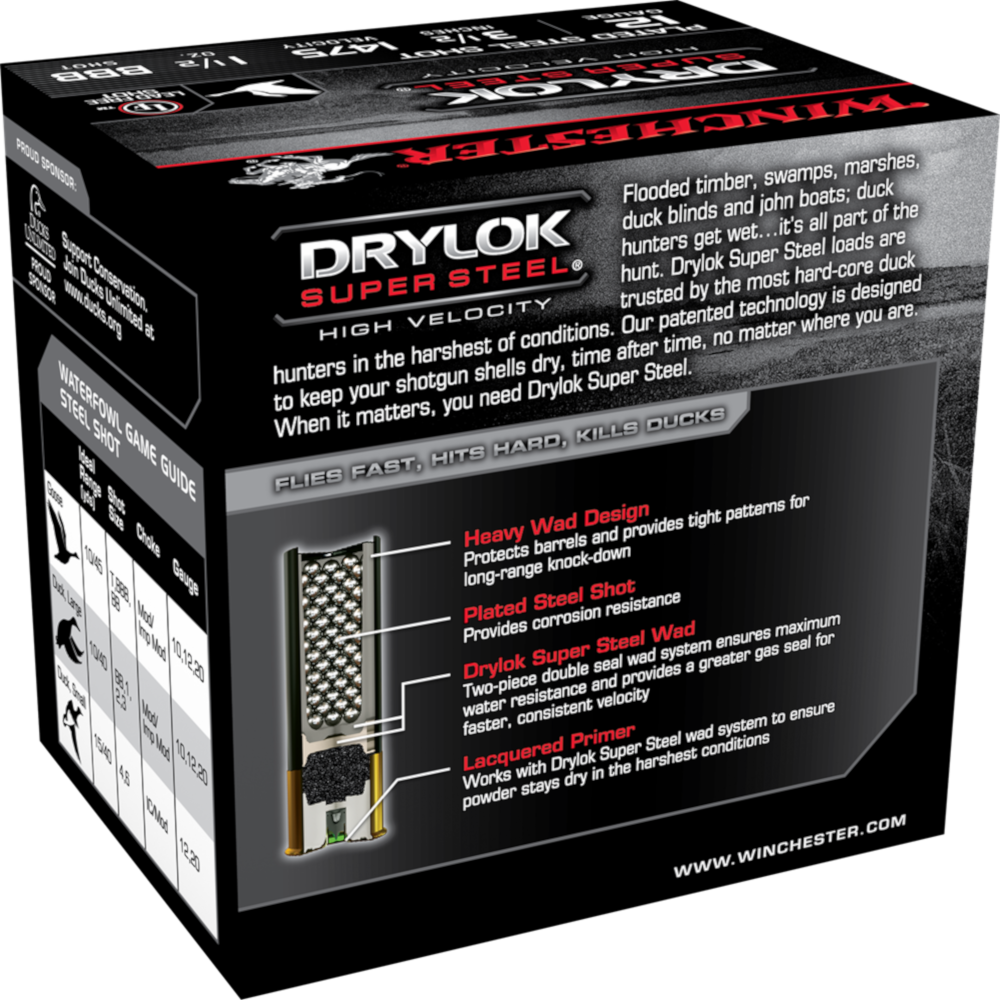 12
GAUGE
PLATED STEEL SHOT
3 1/2
INCHES
1475
VELOCITY
1 1/2
OZ.
BBB
SHOT
DRYLOK
SUPER STEEL®
HIGH VELOCITY
WINCHESTER®
PROUD SPONSOR:
DUCKS
UNLIMITED
PROUD
SPONSOR
Support Conservation.
Join Ducks Unlimited at
www.ducks.org
WATERFOWL GAME GUIDE
STEEL SHOT
Ideal
Range
(yds)
Shot
Size
Choke
Gauge
Goose
10/45
T, BBB,
BB
Mod/
Imp Mod
10,12,20
Duck, Large
10/40
BB, 1,
2, 3
Mod/
Imp Mod
10,12,20
Duck, Small
15/40
4,6
IC/Mod
12,20
DRYLOK
SUPER STEEL®
HIGH VELOCITY
Flooded timber, swamps, marshes,
duck blinds and john boats; duck
hunters get wet...it's all part of the
hunt. Drylok Super Steel loads are
trusted by the most hard-core duck
hunters in the harshest of conditions. Our patented technology is designed
to keep your shotgun shells dry, time after time, no matter where you are.
When it matters, you need Drylok Super Steel.
FLIES FAST, HITS HARD, KILLS DUCKS
Heavy Wad Design
Protects barrels and provides tight patterns for
long-range knock-down
Plated Steel Shot
Provides corrosion resistance
Drylok Super Steel Wad
Two-piece double seal wad system ensures maximum
water resistance and provides a greater gas seal for
faster, consistent velocity
Lacquered Primer
Works with Drylok Super Steel wad system to ensure
powder stays dry in the harshest conditions
WWW.WINCHESTER.COM